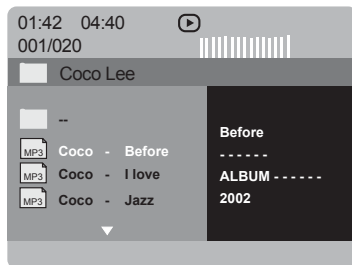 01:42 04:40
001/020
Coco Lee
--
MP3 Coco - Before
MP3 Coco - I love
MP3 Coco - Jazz
Before
- - - - - -
ALBUM - - - - - -
2002